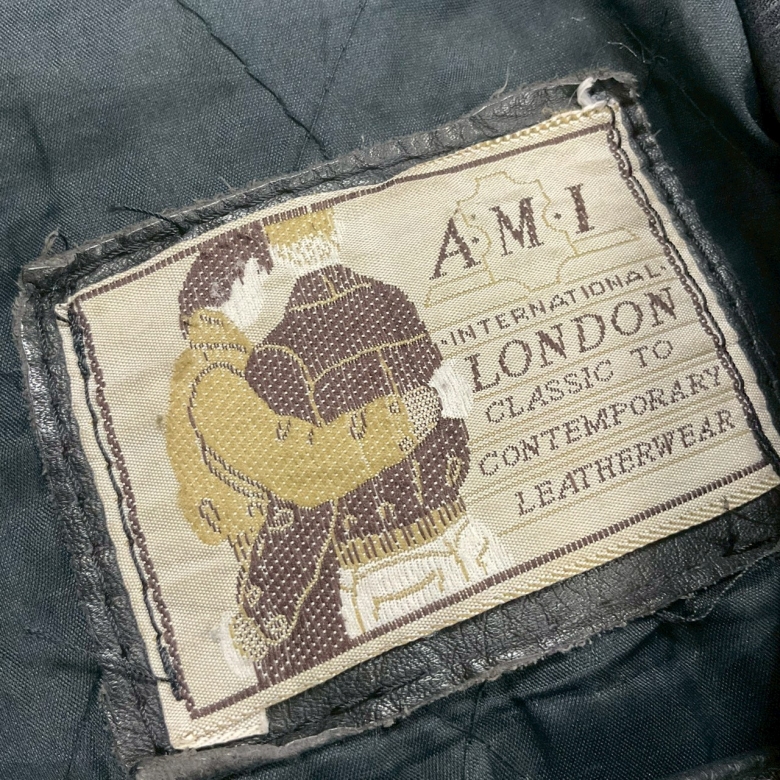 A·M·I
·INTERNATIONAL·
LONDON
CLASSIC TO
CONTEMPORARY
LEATHERWEAR